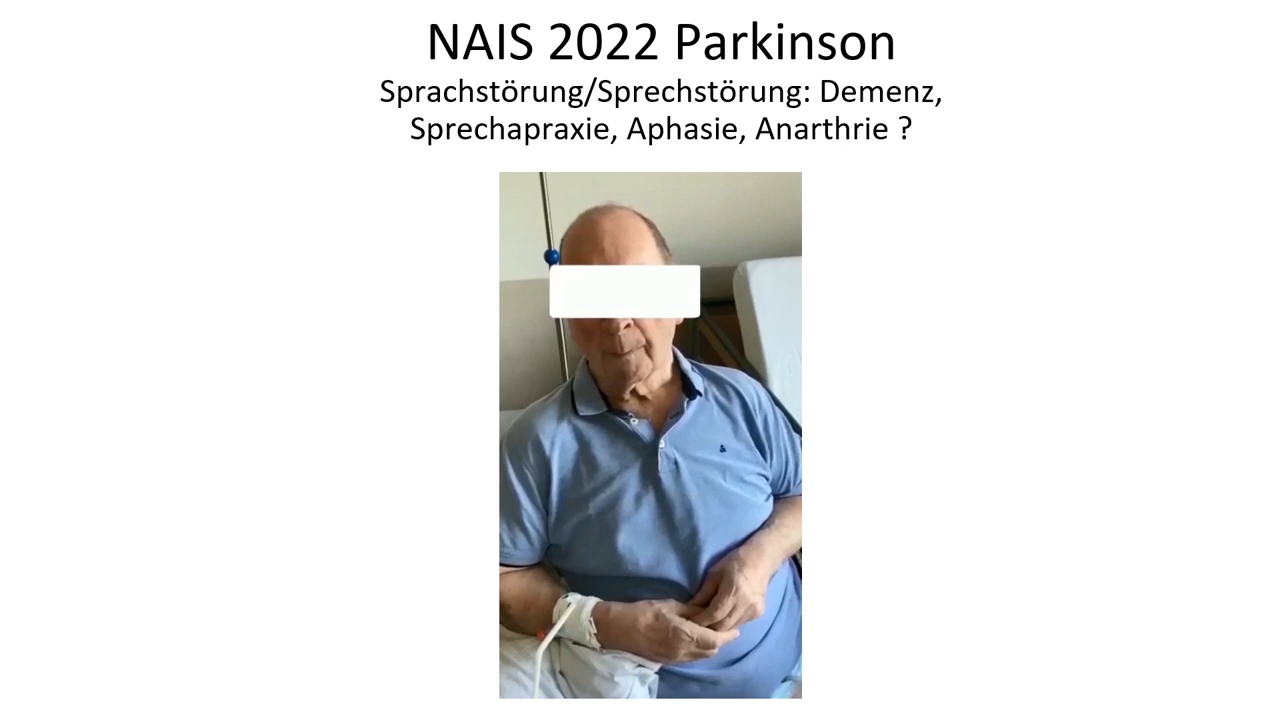 NAIS 2022 Parkinson
Sprachstörung/Sprechstörung: Demenz,
Sprechapraxie, Aphasie, Anarthrie ?